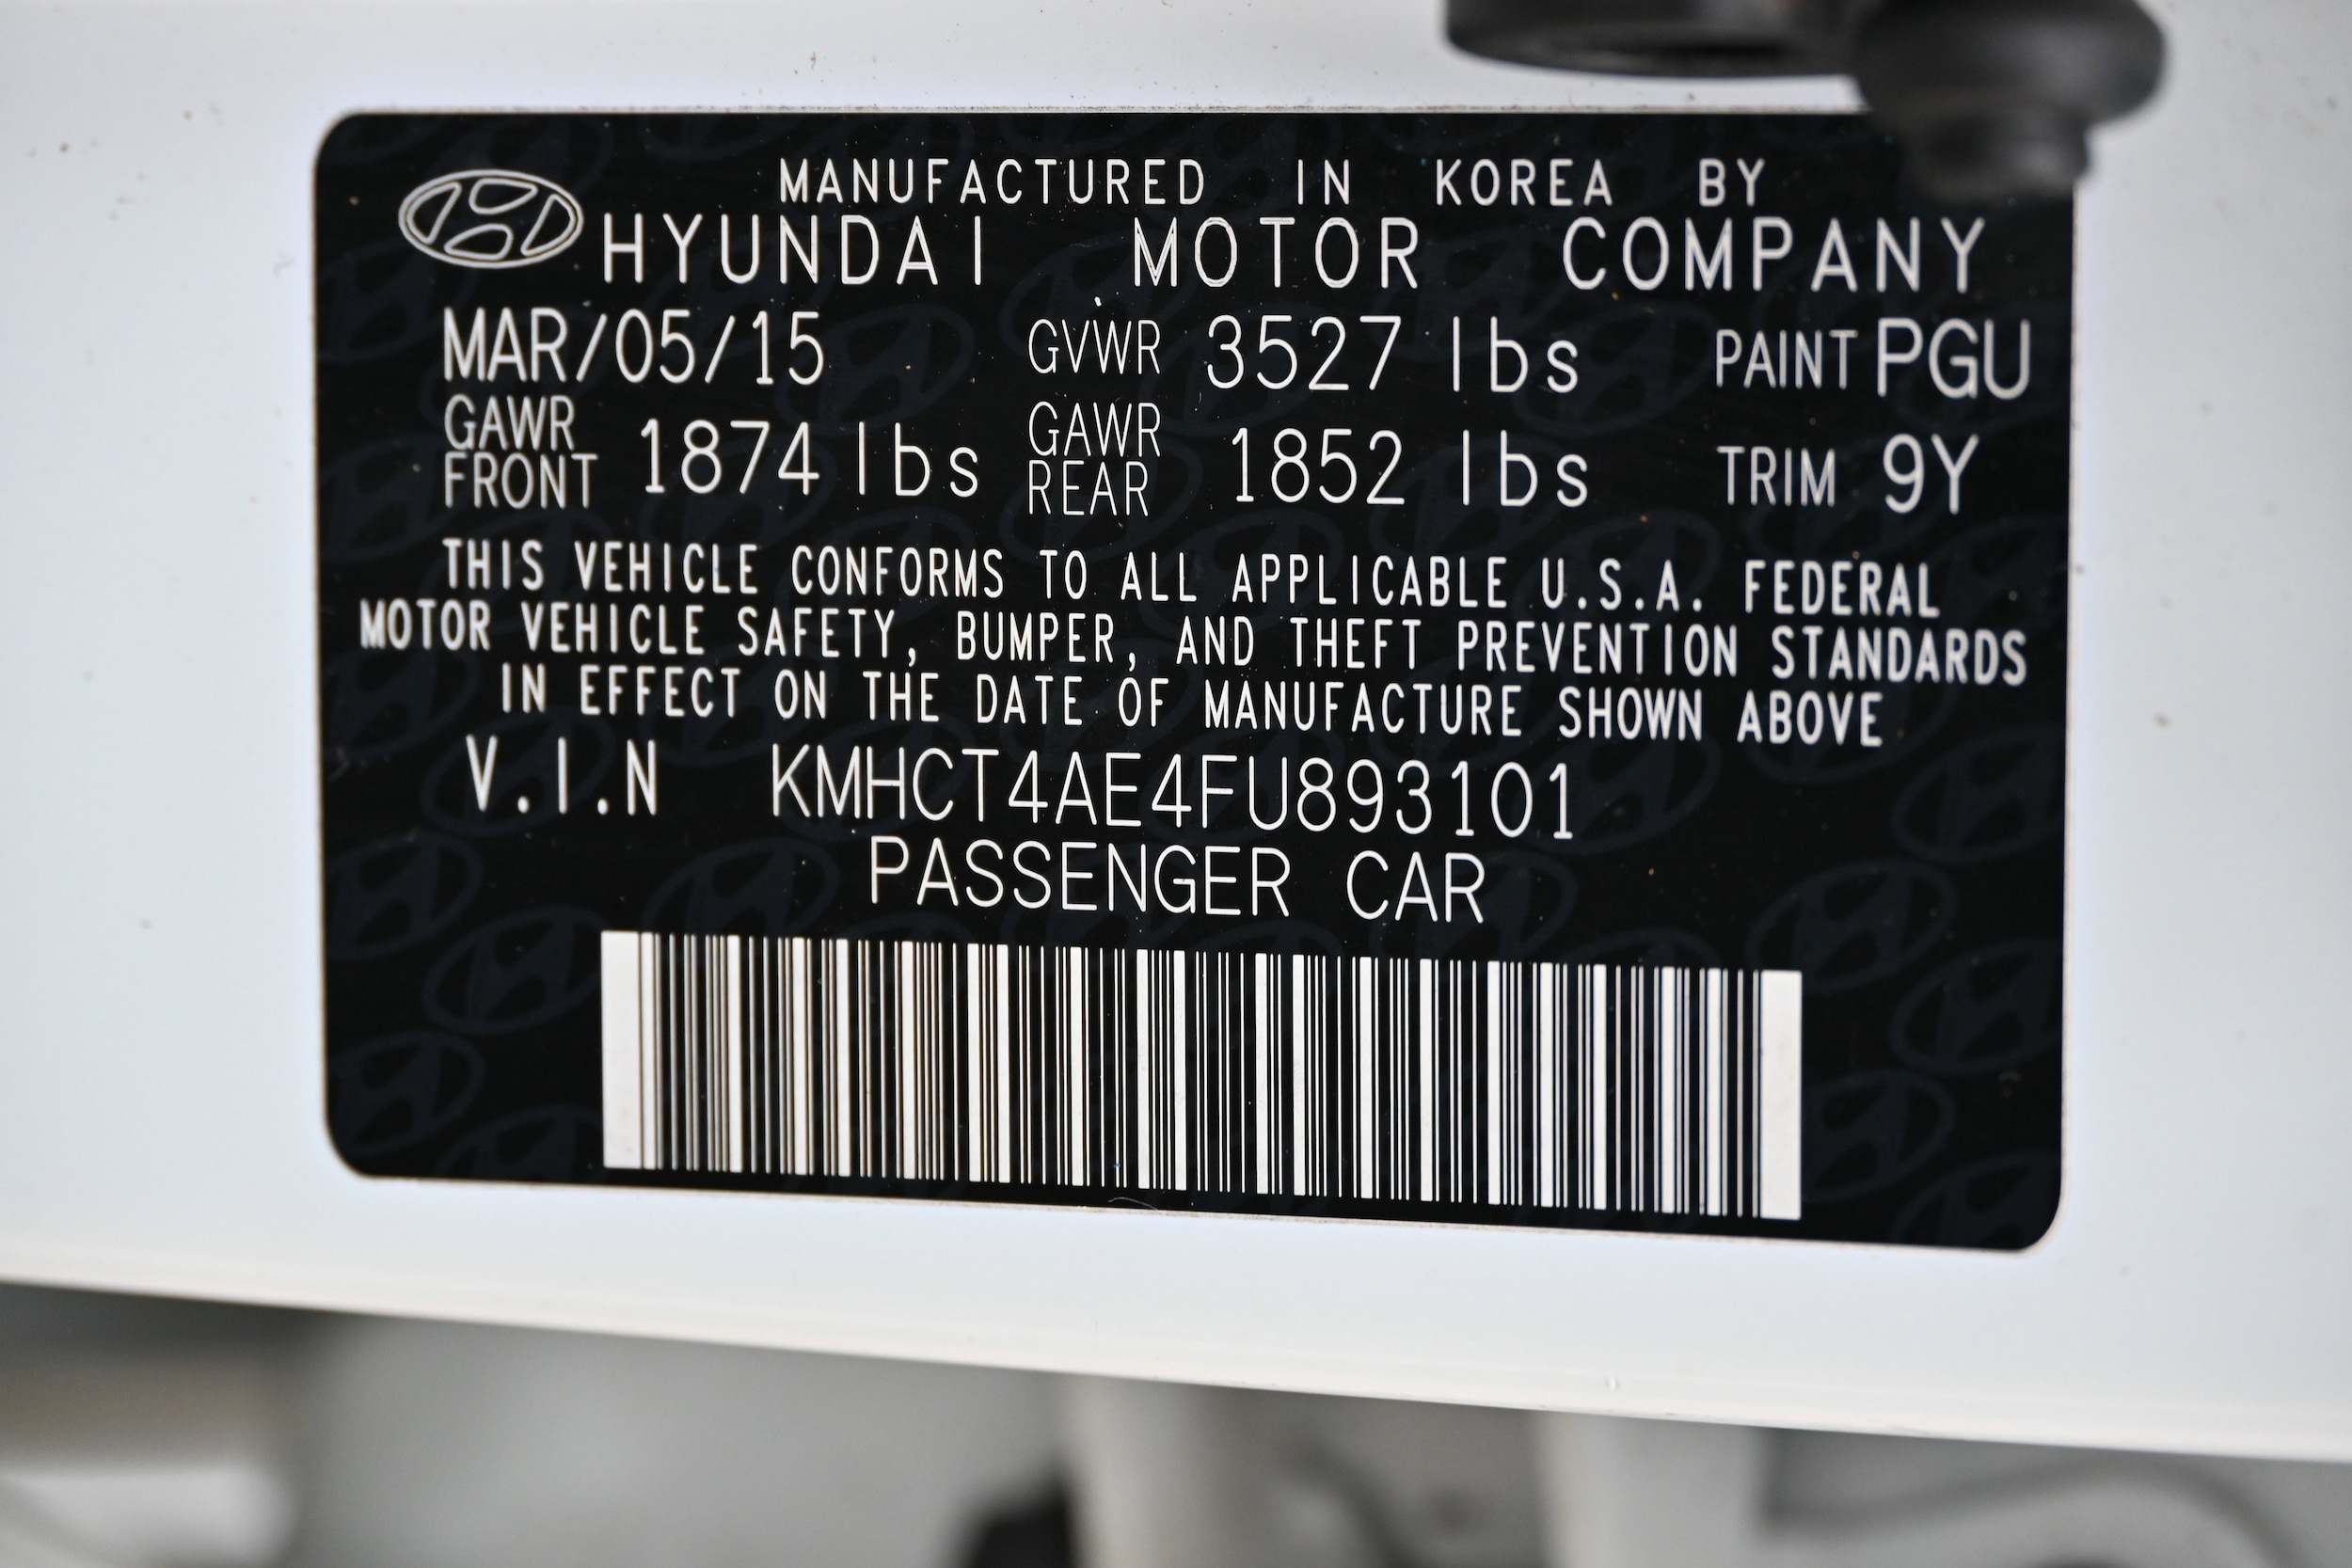 MANUFACTURED IN KOREA BY
HYUNDAI MOTOR COMPANY
MAR/05/15 GVWR 3527 lbs PAINT PGU
GAWR FRONT 1874 lbs GAWR REAR 1852 lbs TRIM 9Y
THIS VEHICLE CONFORMS TO ALL APPLICABLE U.S.A. FEDERAL
MOTOR VEHICLE SAFETY, BUMPER, AND THEFT PREVENTION STANDARDS
IN EFFECT ON THE DATE OF MANUFACTURE SHOWN ABOVE
V.I.N KMHCT4AE4FU893101
PASSENGER CAR